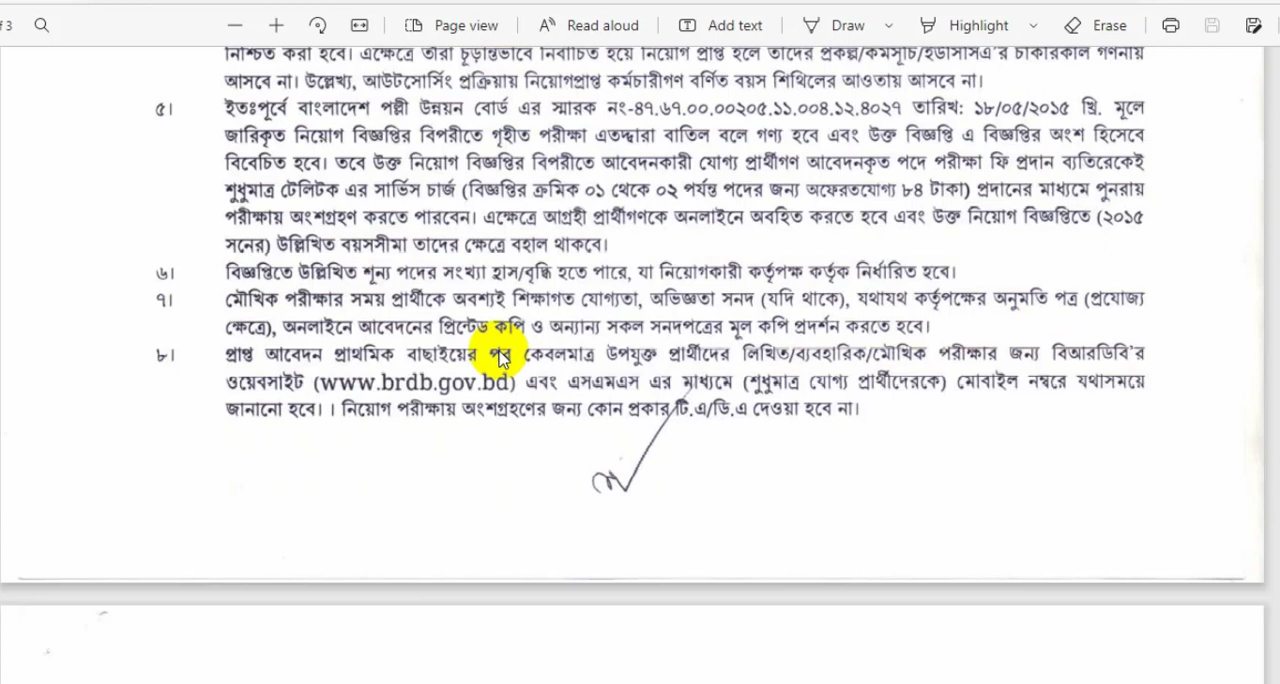 f 3 Page view Read aloud Add text Draw Highlight Erase
নিশ্চিত করা হবে। এক্ষেত্রে তারা চূড়ান্তভাবে নির্বাচিত হয়ে নিয়োগ প্রাপ্ত হলে তাদের প্রকল্প/কর্মসূচি/ইউসিসিএ'র চাকরিকাল গণনায়
আসবে না। উল্লেখ্য, আউটসোর্সিং প্রক্রিয়ায় নিয়োগপ্রাপ্ত কর্মচারীগণ বর্ণিত বয়স শিথিলের আওতায় আসবে না।
৫। ইতঃপূর্বে বাংলাদেশ পল্লী উন্নয়ন বোর্ড এর স্মারক নং-৪৭.৬৭.০০.০০২০৫.১১.০০৪.১২.৪০২৭ তারিখ: ১৮/০৫/২০১৫ খ্রি. মূলে
জারিকৃত নিয়োগ বিজ্ঞপ্তির বিপরীতে গৃহীত পরীক্ষা এতদ্দ্বারা বাতিল বলে গণ্য হবে এবং উক্ত বিজ্ঞপ্তি এ বিজ্ঞপ্তির অংশ হিসেবে
বিবেচিত হবে। তবে উক্ত নিয়োগ বিজ্ঞপ্তির বিপরীতে আবেদনকারী যোগ্য প্রার্থীগণ আবেদনকৃত পদে পরীক্ষা ফি প্রদান ব্যতিরেকেই
শুধুমাত্র টেলিটক এর সার্ভিস চার্জ (বিজ্ঞপ্তির ক্রমিক ০১ থেকে ০২ পর্যন্ত পদের জন্য অফেরতযোগ্য ৮৪ টাকা) প্রদানের মাধ্যমে পুনরায়
পরীক্ষায় অংশগ্রহণ করতে পারবেন। এক্ষেত্রে আগ্রহী প্রার্থীগণকে অনলাইনে অবহিত করতে হবে এবং উক্ত নিয়োগ বিজ্ঞপ্তিতে (২০১৫
সনের) উল্লিখিত বয়সসীমা তাদের ক্ষেত্রে বহাল থাকবে।
৬। বিজ্ঞপ্তিতে উল্লিখিত শূন্য পদের সংখ্যা হ্রাস/বৃদ্ধি হতে পারে, যা নিয়োগকারী কর্তৃপক্ষ কর্তৃক নির্ধারিত হবে।
৭। মৌখিক পরীক্ষার সময় প্রার্থীকে অবশ্যই শিক্ষাগত যোগ্যতা, অভিজ্ঞতা সনদ (যদি থাকে), যথাযথ কর্তৃপক্ষের অনুমতি পত্র (প্রযোজ্য
ক্ষেত্রে), অনলাইনে আবেদনের প্রিন্টেড কপি ও অন্যান্য সকল সনদপত্রের মূল কপি প্রদর্শন করতে হবে।
৮। প্রাপ্ত আবেদন প্রাথমিক বাছাইয়ের পর কেবলমাত্র উপযুক্ত প্রার্থীদের লিখিত/ব্যবহারিক/মৌখিক পরীক্ষার জন্য বিআরডিবি'র
ওয়েবসাইট (www.brdb.gov.bd) এবং এসএমএস এর মাধ্যমে (শুধুমাত্র যোগ্য প্রার্থীদেরকে) মোবাইল নম্বরে যথাসময়ে
জানানো হবে। । নিয়োগ পরীক্ষায় অংশগ্রহণের জন্য কোন প্রকার টি.এ/ডি.এ দেওয়া হবে না।